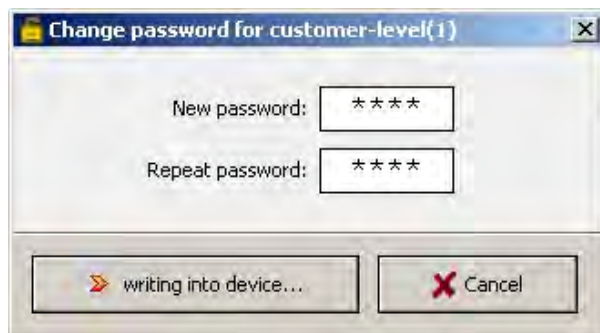 Change password for customer-level(1)
New password: ****
Repeat password: ****
writing into device... Cancel